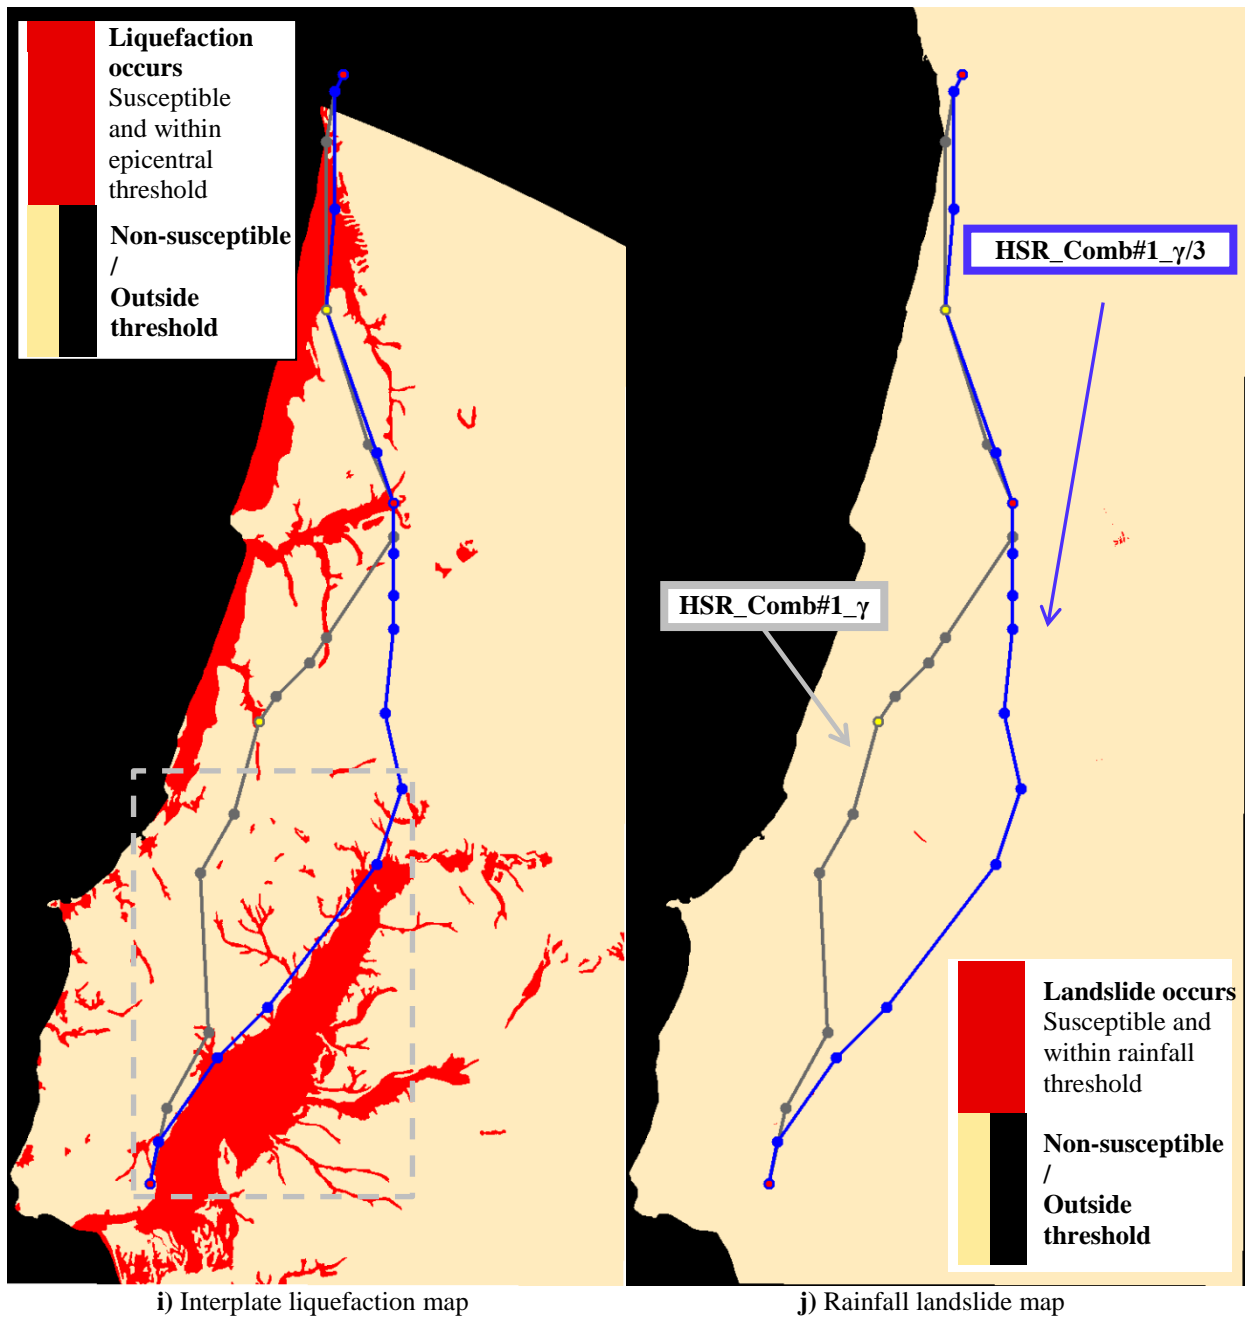 Liquefaction
occurs
Susceptible
and within
epicentral
threshold
Non-susceptible
/
Outside
threshold
HSR_Comb#1_γ/3
HSR_Comb#1_γ
Landslide occurs
Susceptible and
within rainfall
threshold
Non-susceptible
/
Outside
threshold
i) Interplate liquefaction map
j) Rainfall landslide map